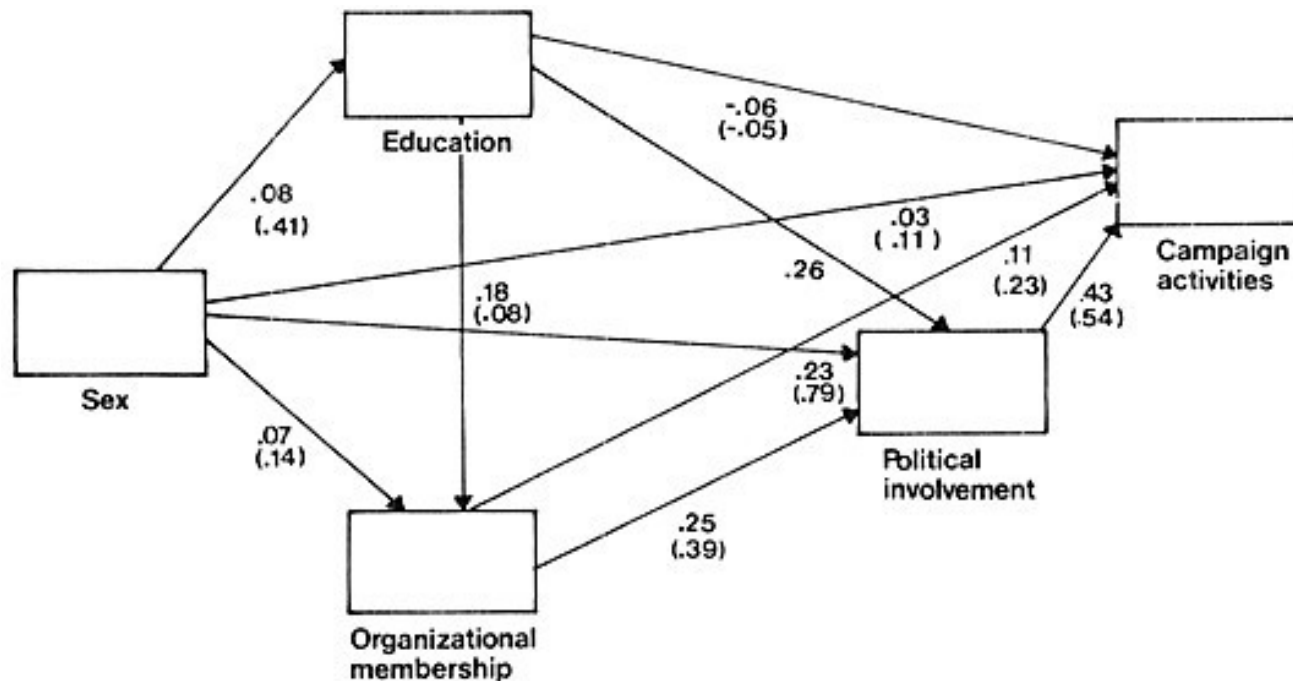 -.06
(-.05)
Education
.08
(.41)
.03
( .11)
.11
(.23)
Campaign
activities
.26
.43
(.54)
.18
(.08)
Sex
.23
(.79)
.07
(.14)
Political
involvement
.25
(.39)
Organizational
membership